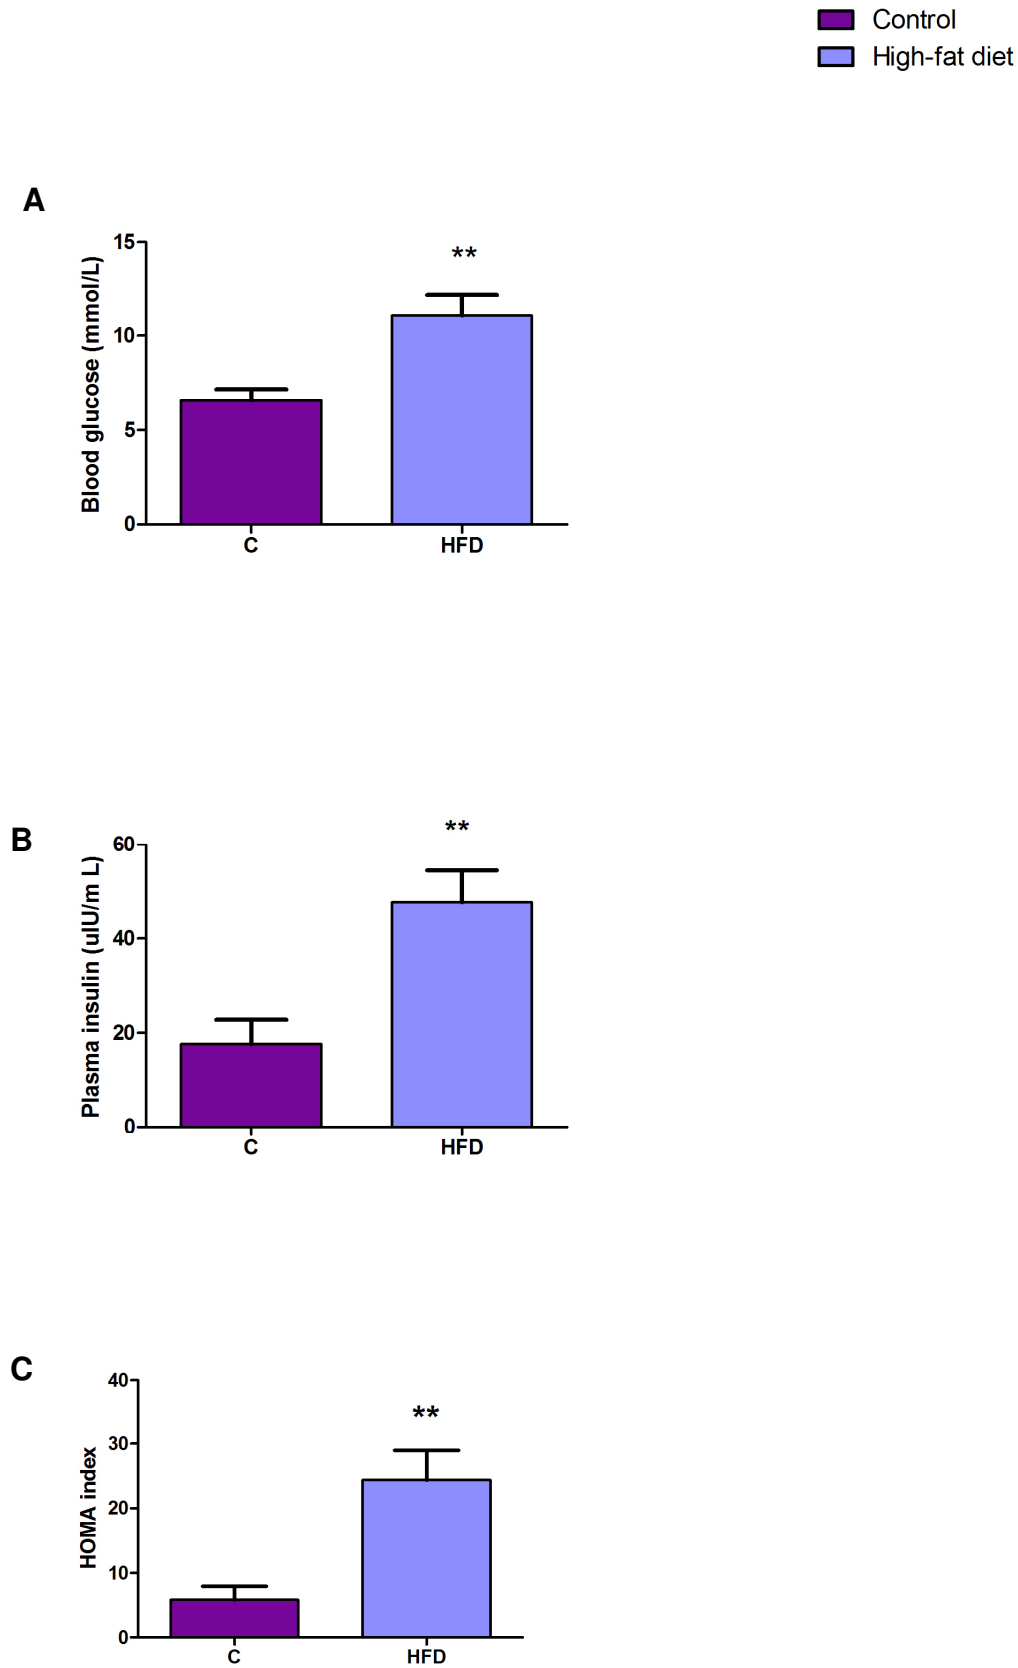 Control
High-fat diet
A
Blood glucose (mmol/L)
15
10
5
0
**
C
HFD
B
Plasma insulin (uIU/m L)
60
40
20
0
**
C
HFD
C
HOMA index
40
30
20
10
0
**
C
HFD